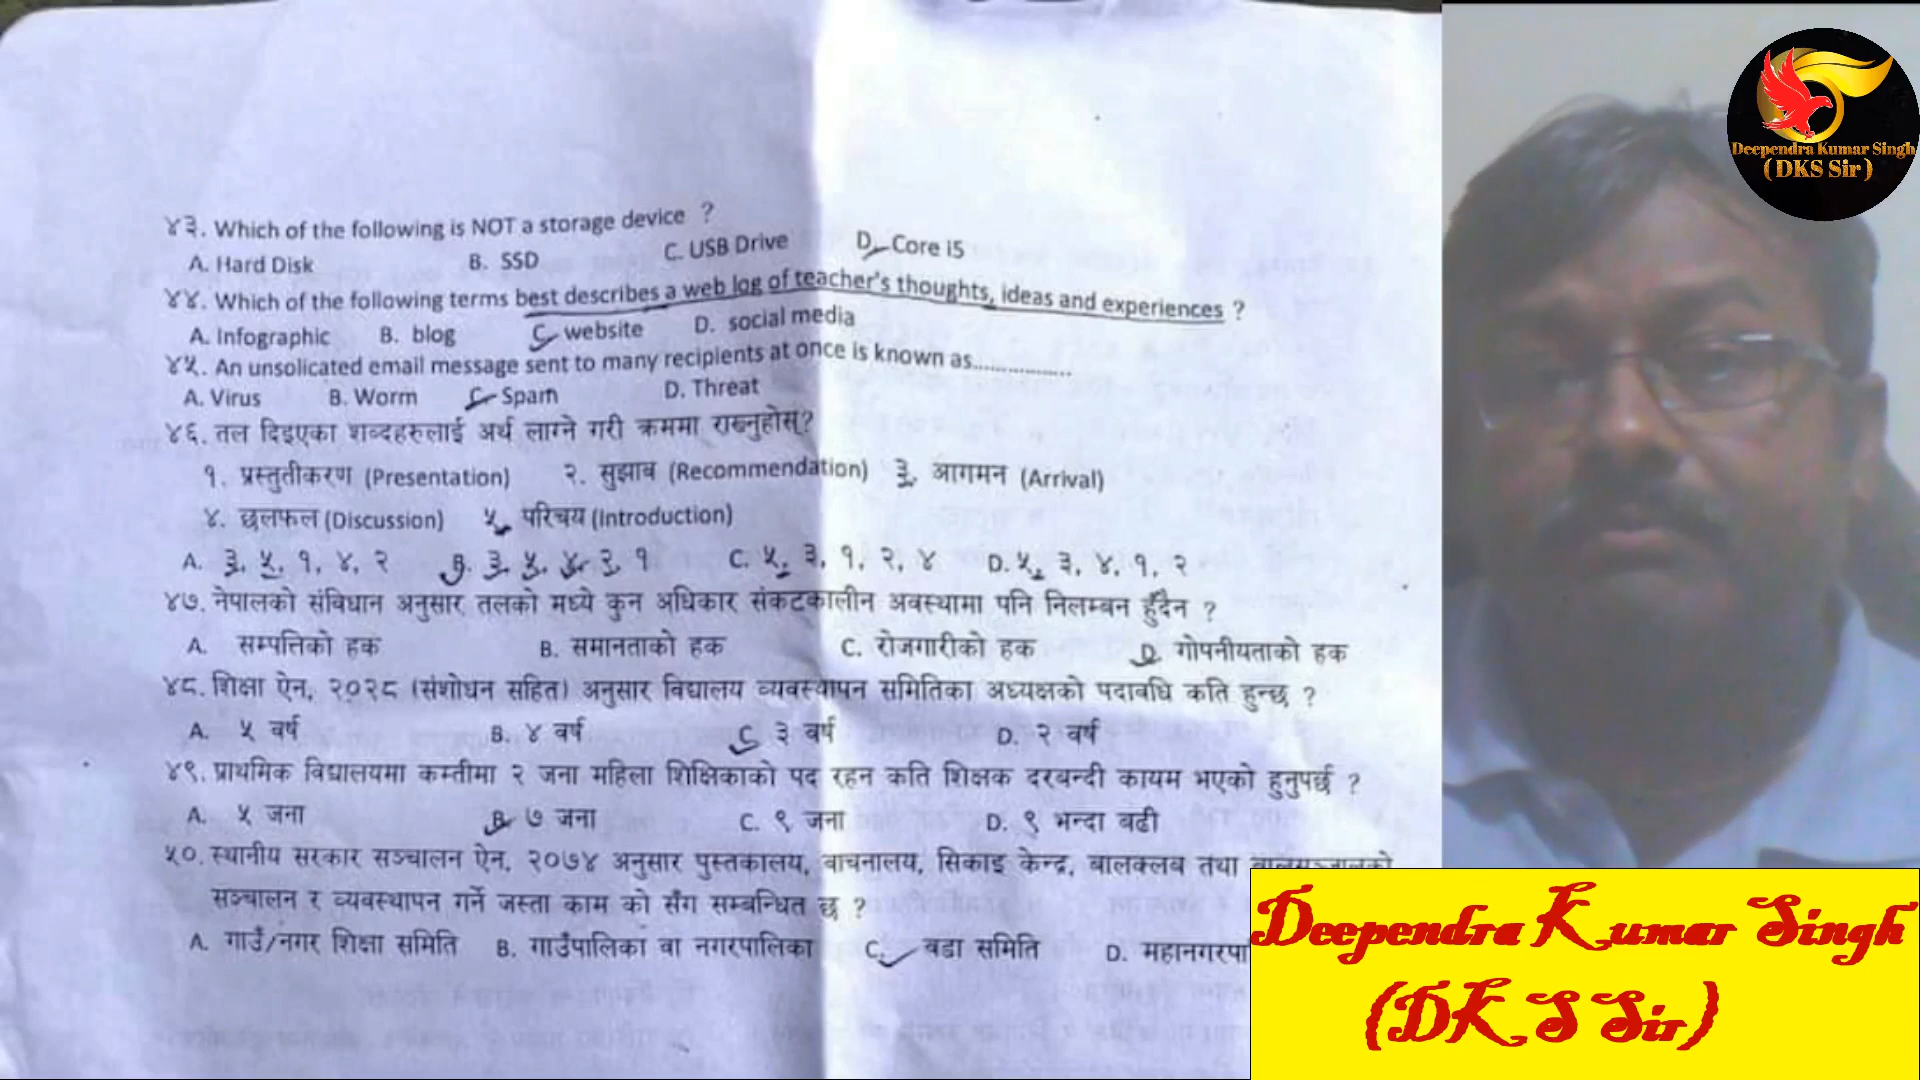 ४३. Which of the following is NOT a storage device ?
A. Hard Disk B. SSD C. USB Drive D. Core i5
४४. Which of the following terms best describes a web log of teacher's thoughts, ideas and experiences ?
A. Infographic B. blog C. website D. social media
४५. An unsolicated email message sent to many recipients at once is known as..................
A. Virus B. Worm C. Spam D. Threat
४६. तल दिइएका शब्दहरुलाई अर्थ लाग्ने गरी क्रममा राख्नुहोस्?
१. प्रस्तुतीकरण (Presentation) २. सुझाव (Recommendation) ३. आगमन (Arrival)
४. छलफल (Discussion) ५. परिचय (Introduction)
A. ३, ५, १, ४, २ B. ३, ५, ४, २, १ C. ५, ३, १, २, ४ D. ५, ३, ४, १, २
४७. नेपालको संविधान अनुसार तलको मध्ये कुन अधिकार संकटकालीन अवस्थामा पनि निलम्बन हुँदैन ?
A. सम्पत्तिको हक B. समानताको हक C. रोजगारीको हक D. गोपनीयताको हक
४८. शिक्षा ऐन, २०२८ (संशोधन सहित) अनुसार विद्यालय व्यवस्थापन समितिका अध्यक्षको पदावधि कति हुन्छ ?
A. ५ वर्ष B. ४ वर्ष C ३ वर्ष D. २ वर्ष
४९. प्राथमिक विद्यालयमा कम्तीमा २ जना महिला शिक्षिकाको पद रहन कति शिक्षक दरबन्दी कायम भएको हुनुपर्छ ?
A. ५ जना B. ७ जना C. ९ जना D. ९ भन्दा बढी
५०. स्थानीय सरकार सञ्चालन ऐन, २०७४ अनुसार पुस्तकालय, वाचनालय, सिकाइ केन्द्र, बालक्लब तथा
सञ्चालन र व्यवस्थापन गर्ने जस्ता काम को सँग सम्बन्धित छ ?
A. गाउँ/नगर शिक्षा समिति B. गाउँपालिका वा नगरपालिका C. वडा समिति D.
Deependra Kumar Singh
(DKS Sir)
Deependra Kumar Singh
(DK S Sir)